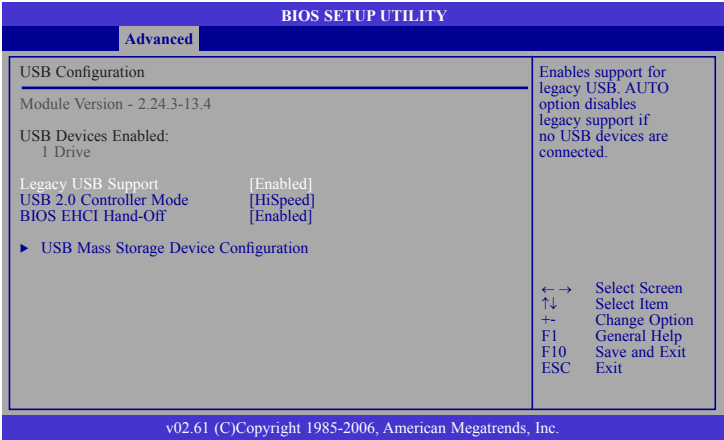 BIOS SETUP UTILITY
Advanced
USB Configuration
Module Version - 2.24.3-13.4
USB Devices Enabled:
1 Drive
Legacy USB Support [Enabled]
USB 2.0 Controller Mode [HiSpeed]
BIOS EHCI Hand-Off [Enabled]
► USB Mass Storage Device Configuration
Enables support for
legacy USB. AUTO
option disables
legacy support if
no USB devices are
connected.
←→ Select Screen
↑↓ Select Item
+- Change Option
F1 General Help
F10 Save and Exit
ESC Exit
v02.61 (C)Copyright 1985-2006, American Megatrends, Inc.